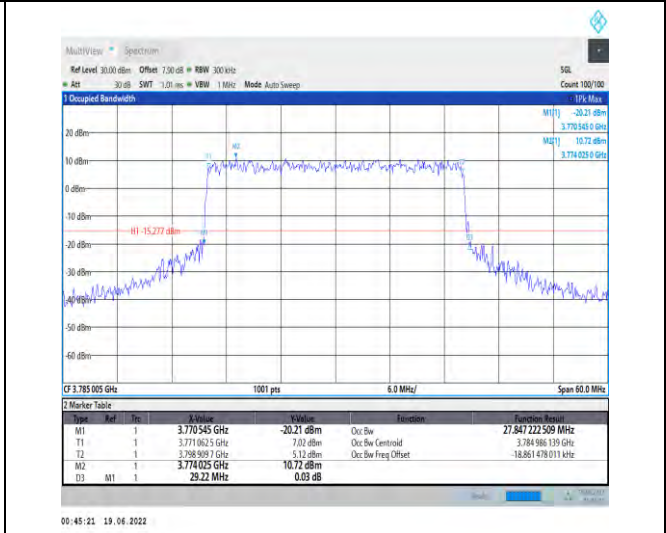 MultiView Spectrum
Ref Level 30.00 dBm Offset 7.90 dB RBW 300 kHz SGL
Att 30 dB SWT 1.01 ms VBW 1 MHz Mode Auto Sweep Count 100/100
1 Occupied Bandwidth 1Pk Max
M1[1] -20.21 dBm
3.770 545 0 GHz
20 dBm
M2 M2[1] 10.72 dBm
3.774 025 0 GHz
10 dBm
0 dBm
-10 dBm
H1 -15.277 dBm
-20 dBm
-30 dBm
-40 dBm
-50 dBm
-60 dBm
CF 3.785 005 GHz 1001 pts 6.0 MHz/ Span 60.0 MHz
2 Marker Table
Type Ref Trc X-Value Y-Value Function Function Result
M1 1 3.770 545 GHz -20.21 dBm Occ Bw 27.847 222 509 MHz
T1 1 3.771 062 5 GHz 7.02 dBm Occ Bw Centroid 3.784 986 139 GHz
T2 1 3.798 909 7 GHz 5.12 dBm Occ Bw Freq Offset -18.861 478 011 kHz
M2 1 3.774 025 GHz 10.72 dBm
D3 M1 1 29.22 MHz 0.03 dB
00:45:21 19.06.2022